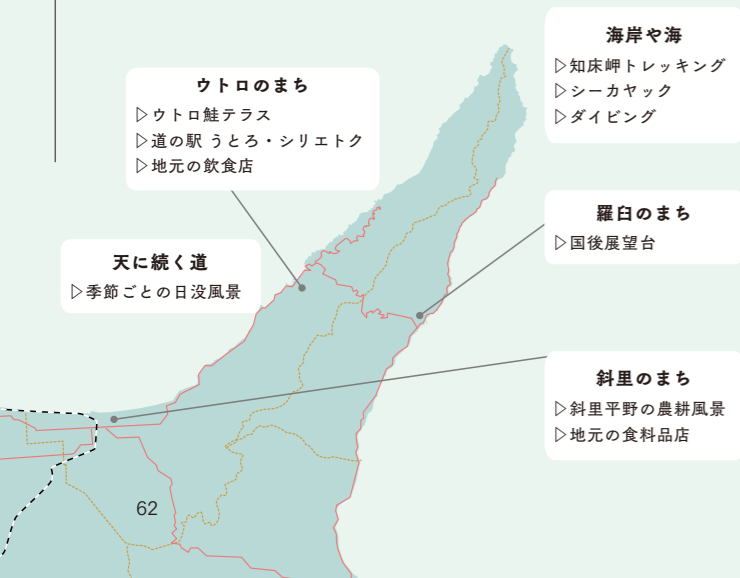 海岸や海
▷知床岬トレッキング
▷シーカヤック
▷ダイビング
ウトロのまち
▷ウトロ鮭テラス
▷道の駅 うとろ・シリエトク
▷地元の飲食店
羅臼のまち
▷国後展望台
天に続く道
▷季節ごとの日没風景
斜里のまち
▷斜里平野の農耕風景
▷地元の食料品店
62